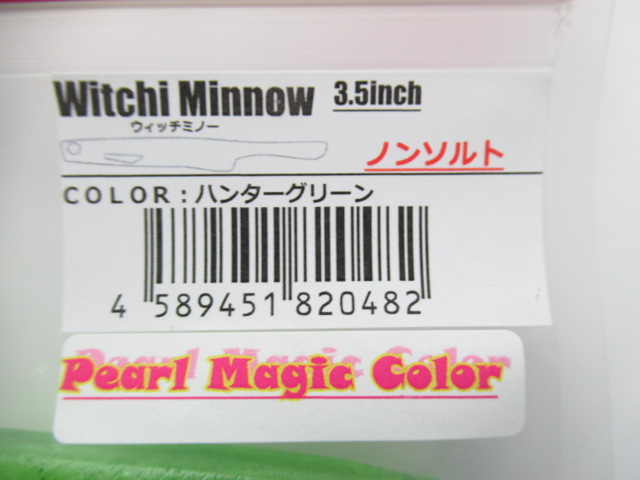 Witchi Minnow 3.5inch
ウィッチミノー
ノンソルト
COLOR:ハンターグリーン
4 589451 820482
Pearl Magic Color